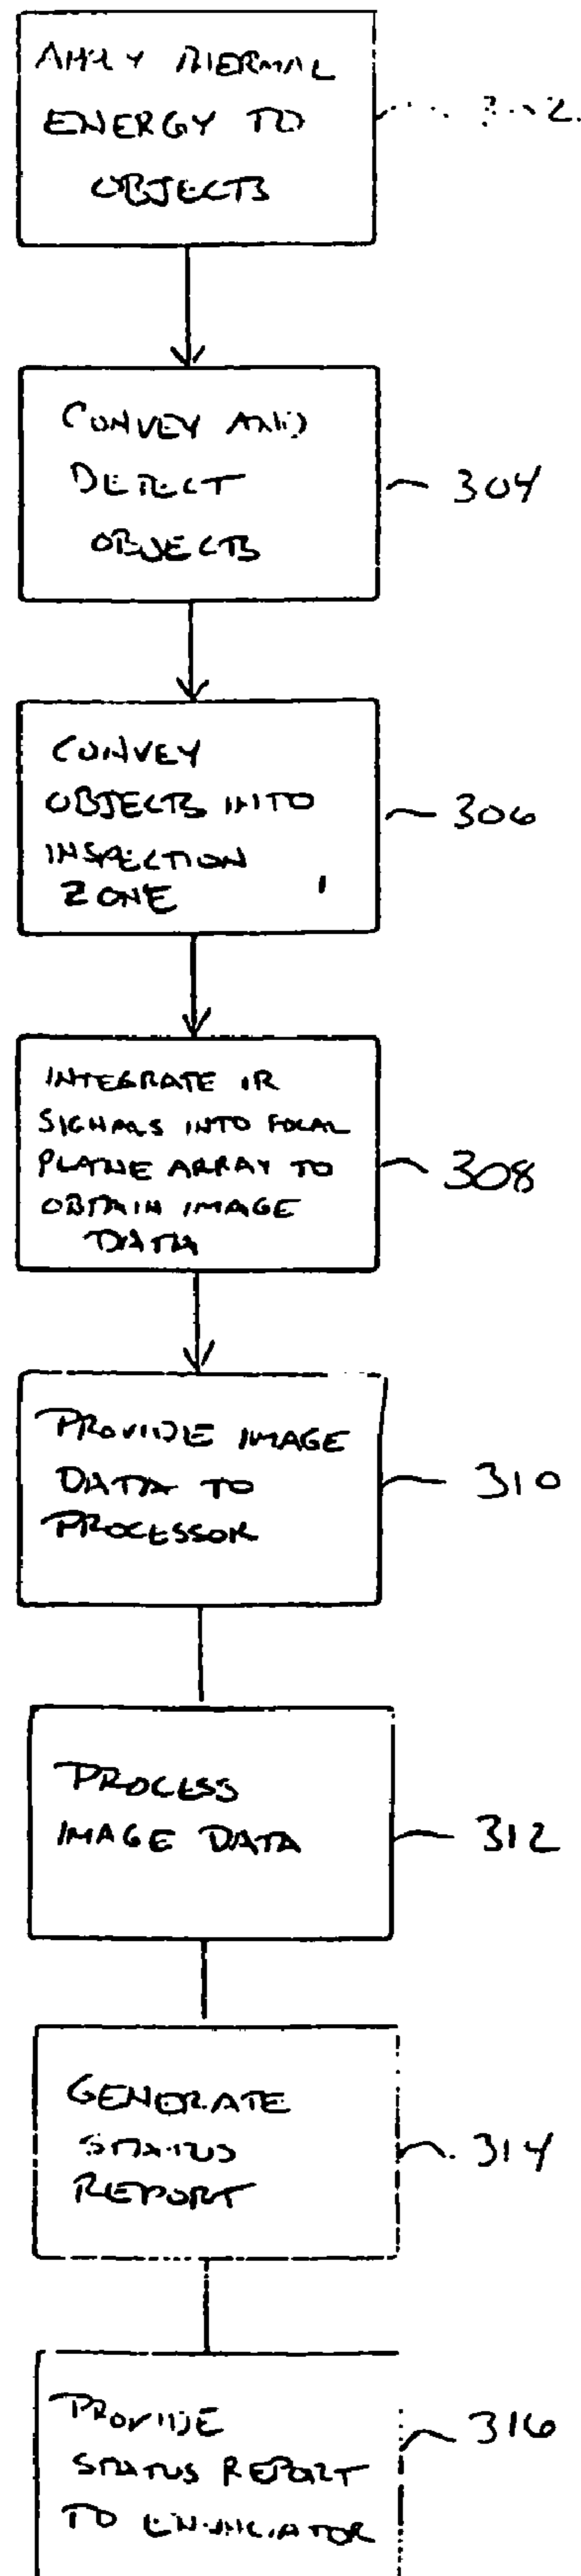 APPLY THERMAL
ENERGY TO
OBJECTS
CONVEY AND
DETECT
OBJECTS
304
CONVEY
OBJECTS INTO
INSPECTION
ZONE
306
INTEGRATE IR
SIGNALS INTO FOCAL
PLANE ARRAY TO
OBTAIN IMAGE
DATA
308
PROVIDE IMAGE
DATA TO
PROCESSOR
310
PROCESS
IMAGE DATA
312
GENERATE
STATUS
REPORT
314
PROVIDE
STATUS REPORT
TO ENUNCIATOR
316